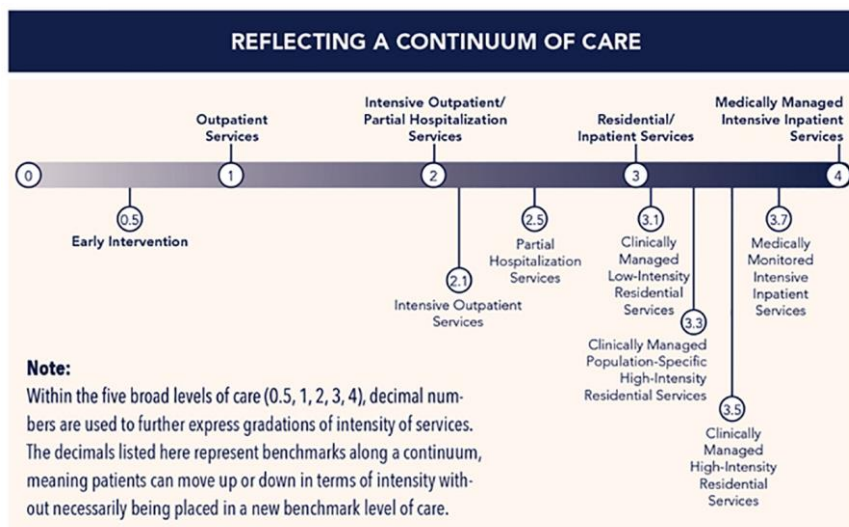 REFLECTING A CONTINUUM OF CARE
Outpatient
Services
Intensive Outpatient/
Partial Hospitalization
Services
Residential/
Inpatient Services
Medically Managed
Intensive Inpatient
Services
0
1
2
3
4
0.5
Early Intervention
2.1
Intensive Outpatient
Services
2.5
Partial
Hospitalization
Services
3.1
Clinically
Managed
Low-Intensity
Residential
Services
3.3
Clinically Managed
Population-Specific
High-Intensity
Residential Services
3.5
Clinically
Managed
High-Intensity
Residential
Services
3.7
Medically
Monitored
Intensive
Inpatient
Services
Note:
Within the five broad levels of care (0.5, 1, 2, 3, 4), decimal num-
bers are used to further express gradations of intensity of services.
The decimals listed here represent benchmarks along a continuum,
meaning patients can move up or down in terms of intensity with-
out necessarily being placed in a new benchmark level of care.